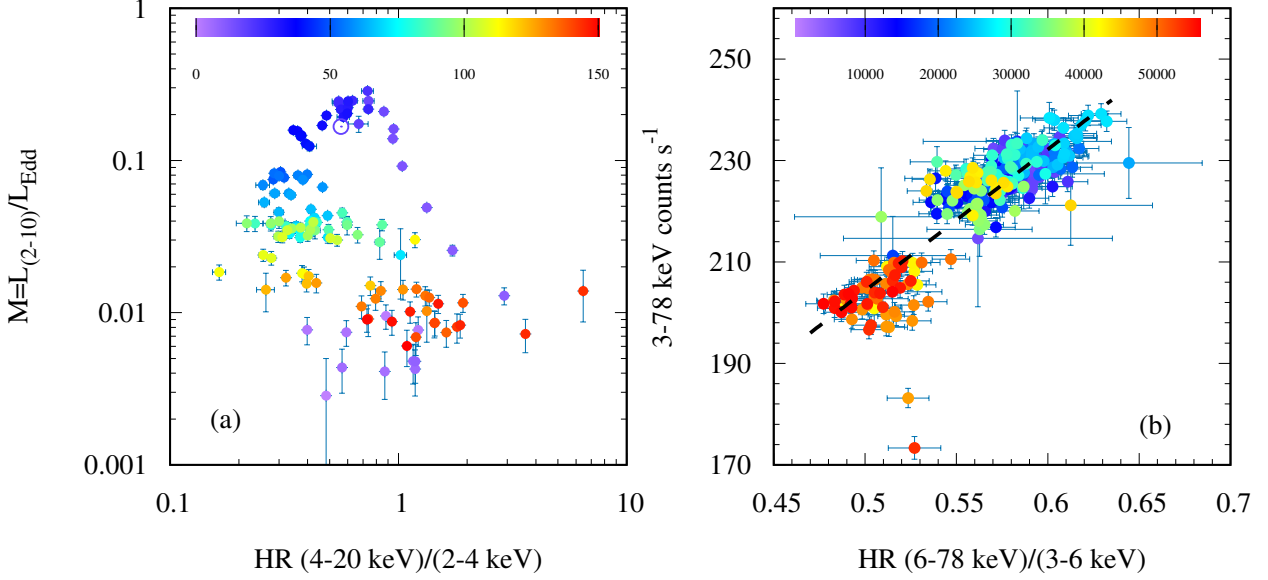 1
0.1
0.01
0.001
M=L(2-10)/LEdd
0 50 100 150
(a)
0.1 1 10
HR (4-20 keV)/(2-4 keV)
250
230
210
190
170
3-78 keV counts s-1
10000 20000 30000 40000 50000
(b)
0.45 0.5 0.55 0.6 0.65 0.7
HR (6-78 keV)/(3-6 keV)